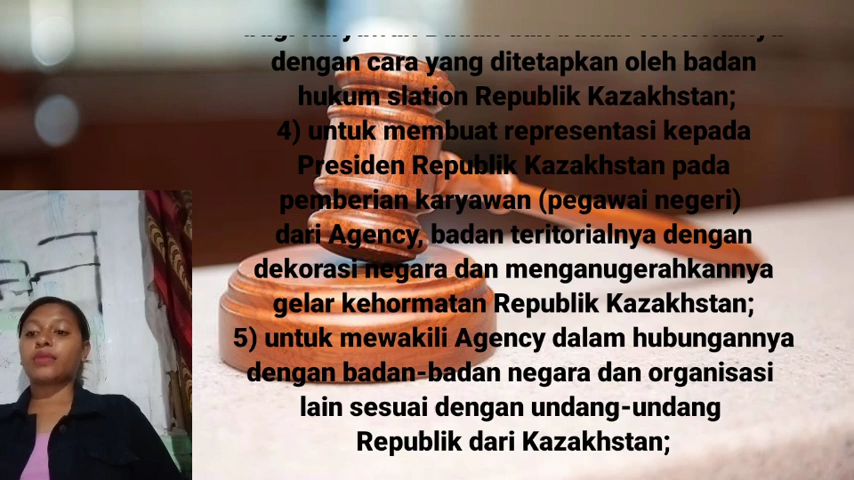 dengan cara yang ditetapkan oleh badan
hukum slation Republik Kazakhstan;
4) untuk membuat representasi kepada
Presiden Republik Kazakhstan pada
pemberian karyawan (pegawai negeri)
dari Agency, badan teritorialnya dengan
dekorasi negara dan menganugerahkannya
gelar kehormatan Republik Kazakhstan;
5) untuk mewakili Agency dalam hubungannya
dengan badan-badan negara dan organisasi
lain sesuai dengan undang-undang
Republik dari Kazakhstan;